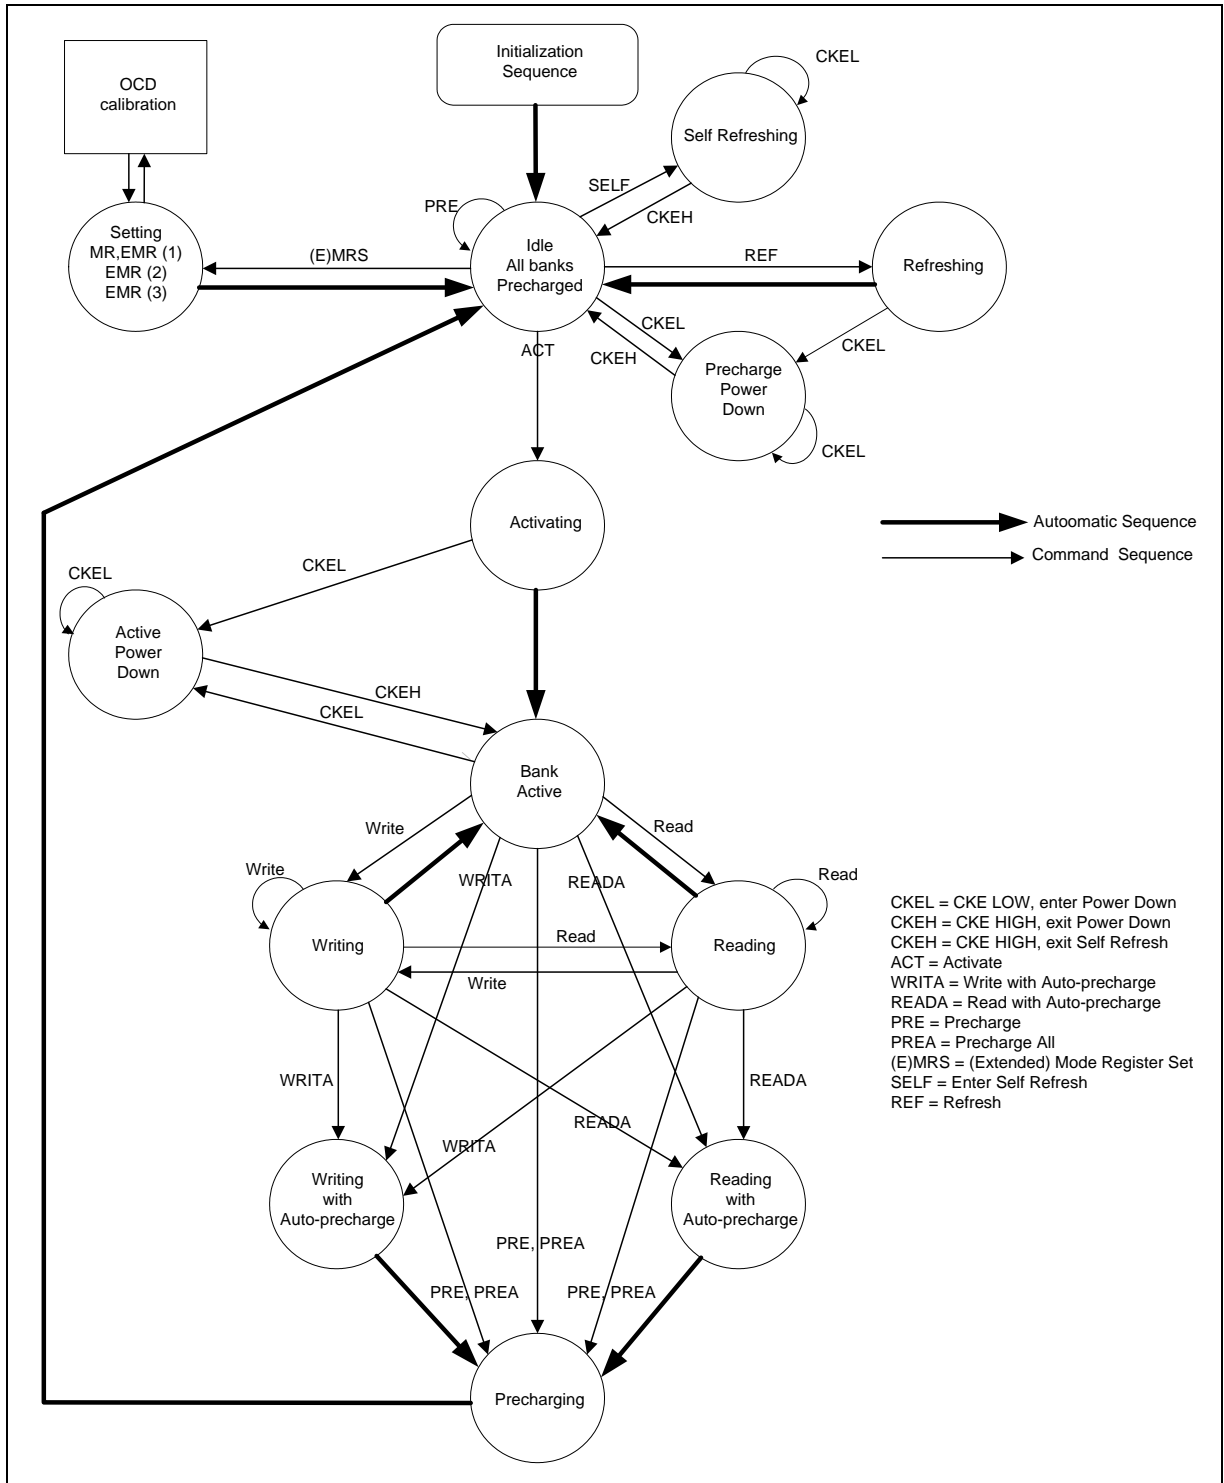 Initialization
Sequence
OCD
calibration
CKEL
Self Refreshing
SELF
CKEH
PRE
Setting
MR,EMR (1)
EMR (2)
EMR (3)
(E)MRS
Idle
All banks
Precharged
REF
Refreshing
CKEL
CKEH
CKEL
ACT
Precharge
Power
Down
CKEL
Activating
Autoomatic Sequence
Command Sequence
CKEL
CKEL
Active
Power
Down
CKEH
CKEL
Bank
Active
Write
Read
Write
WRITA
READA
Read
Writing
Read
Reading
Write
CKEL = CKE LOW, enter Power Down
CKEH = CKE HIGH, exit Power Down
CKEH = CKE HIGH, exit Self Refresh
ACT = Activate
WRITA = Write with Auto-precharge
READA = Read with Auto-precharge
PRE = Precharge
PREA = Precharge All
(E)MRS = (Extended) Mode Register Set
SELF = Enter Self Refresh
REF = Refresh
WRITA
READA
READA
WRITA
Writing
with
Auto-precharge
Reading
with
Auto-precharge
PRE, PREA
PRE, PREA
PRE, PREA
Precharging